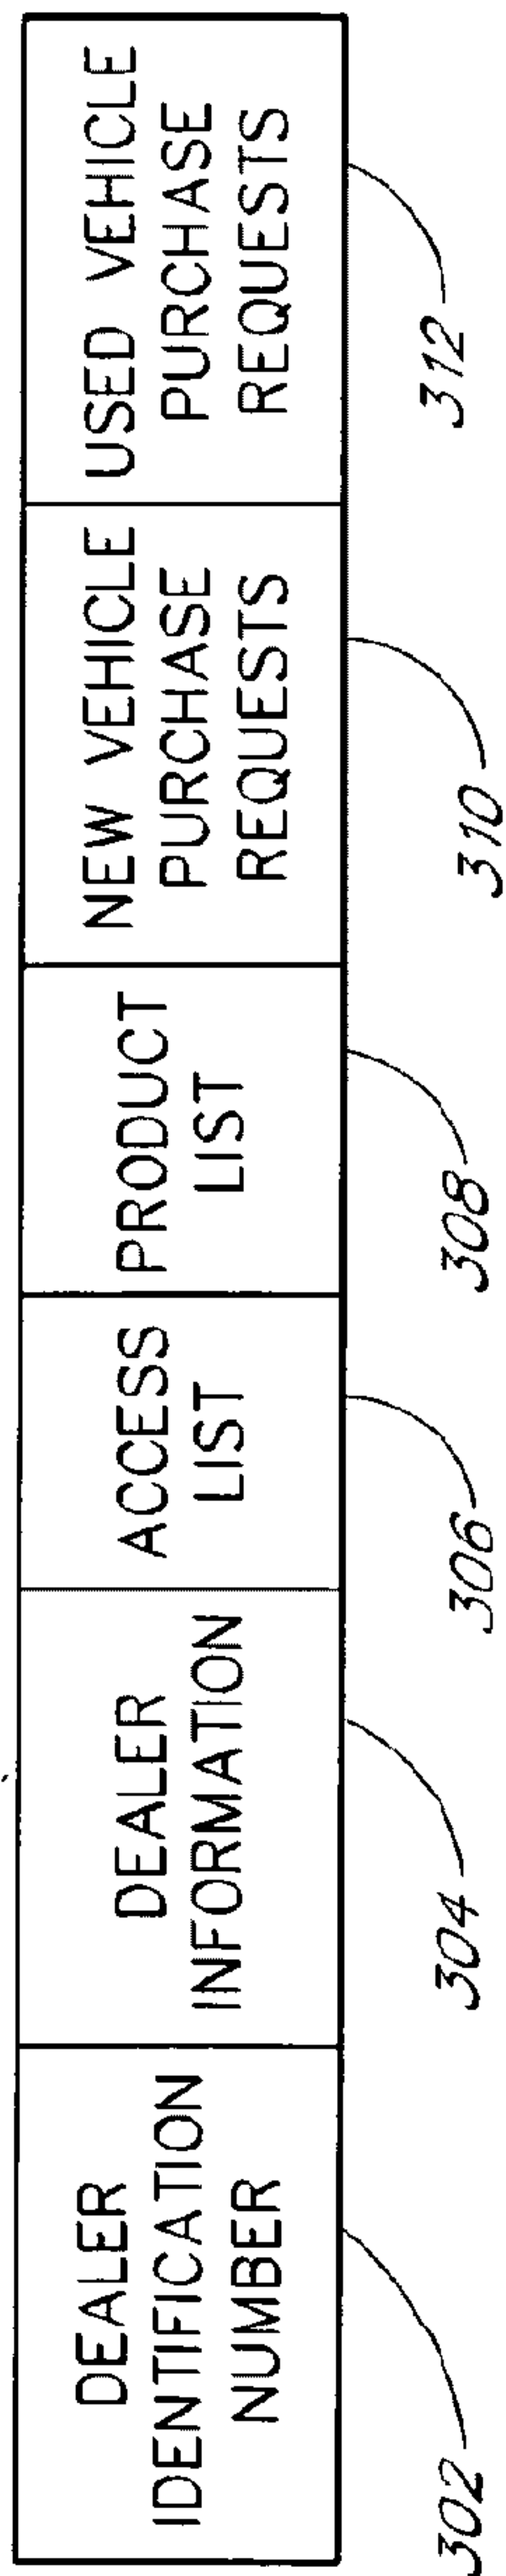 DEALER
IDENTIFICATION
NUMBER
DEALER
INFORMATION
ACCESS
LIST
PRODUCT
LIST
NEW VEHICLE
PURCHASE
REQUESTS
USED VEHICLE
PURCHASE
REQUESTS
302
304
306
308
310
312